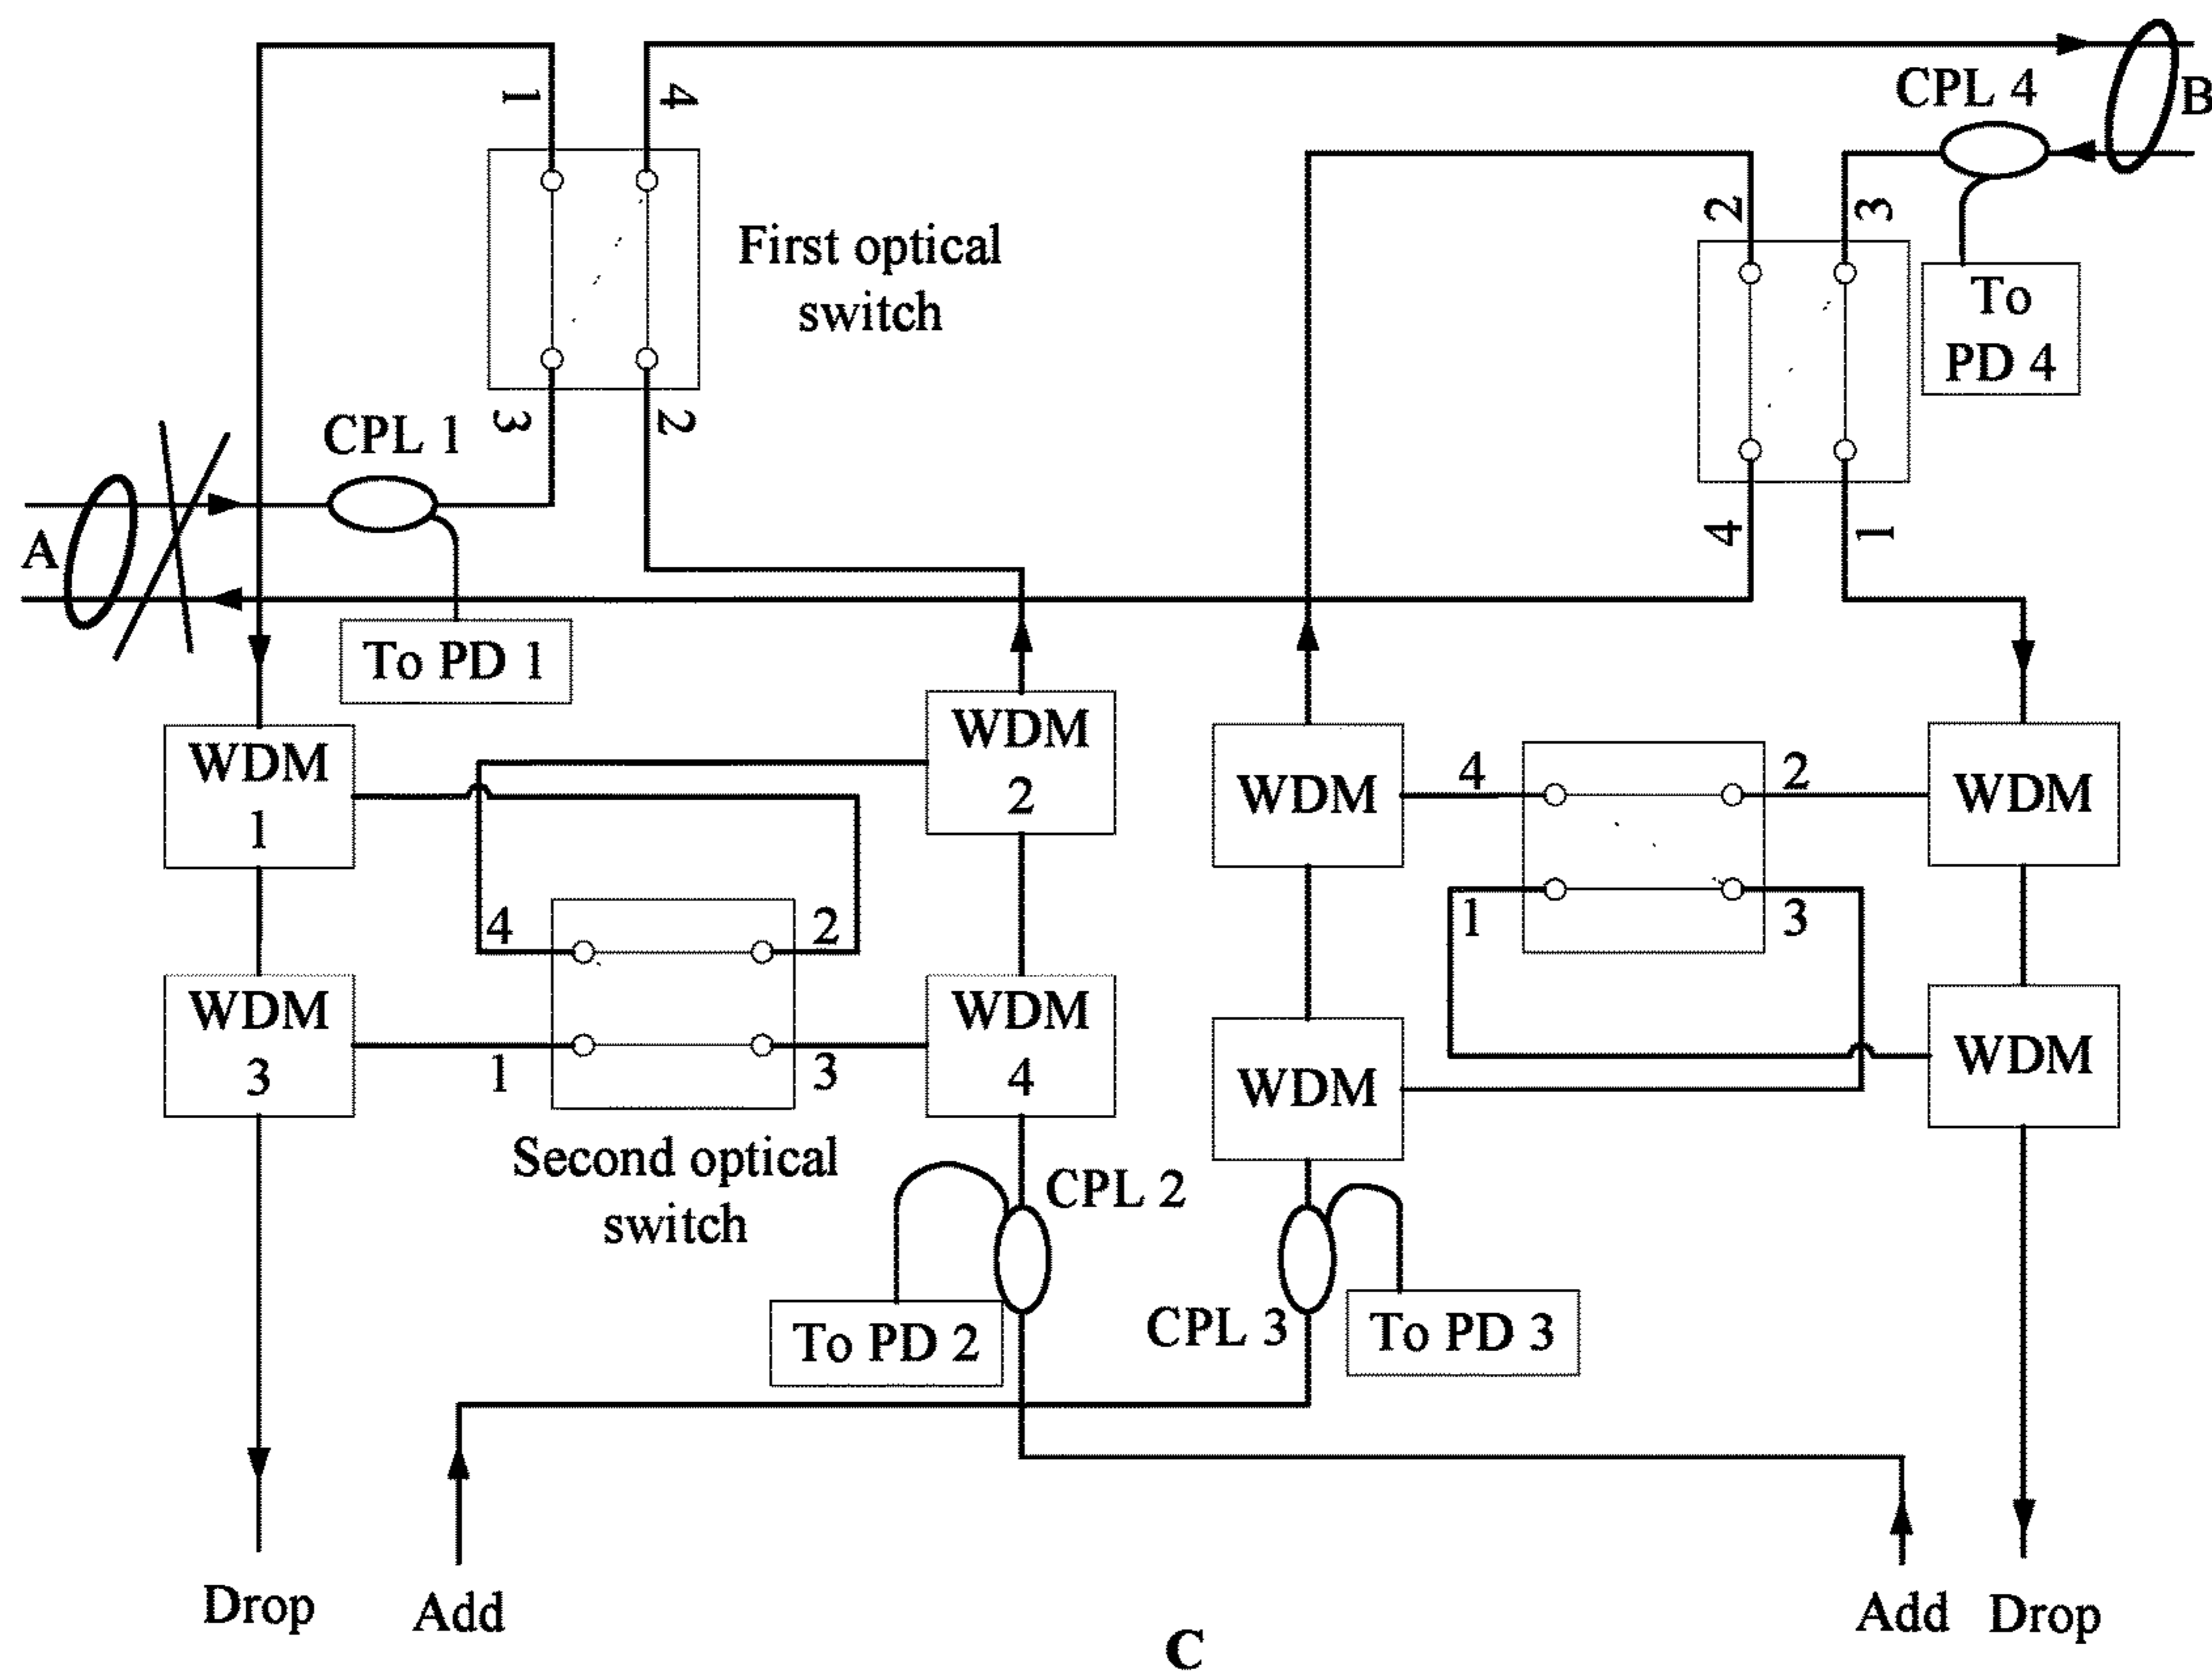 1
4
CPL 4
B
First optical
switch
2
3
To
PD 4
3
2
CPL 1
A
4
1
To PD 1
WDM
1
WDM
2
WDM
4
2
WDM
1
3
4
2
WDM
3
1
3
WDM
4
WDM
WDM
Second optical
switch
CPL 2
To PD 2
CPL 3
To PD 3
Drop
Add
C
Add
Drop